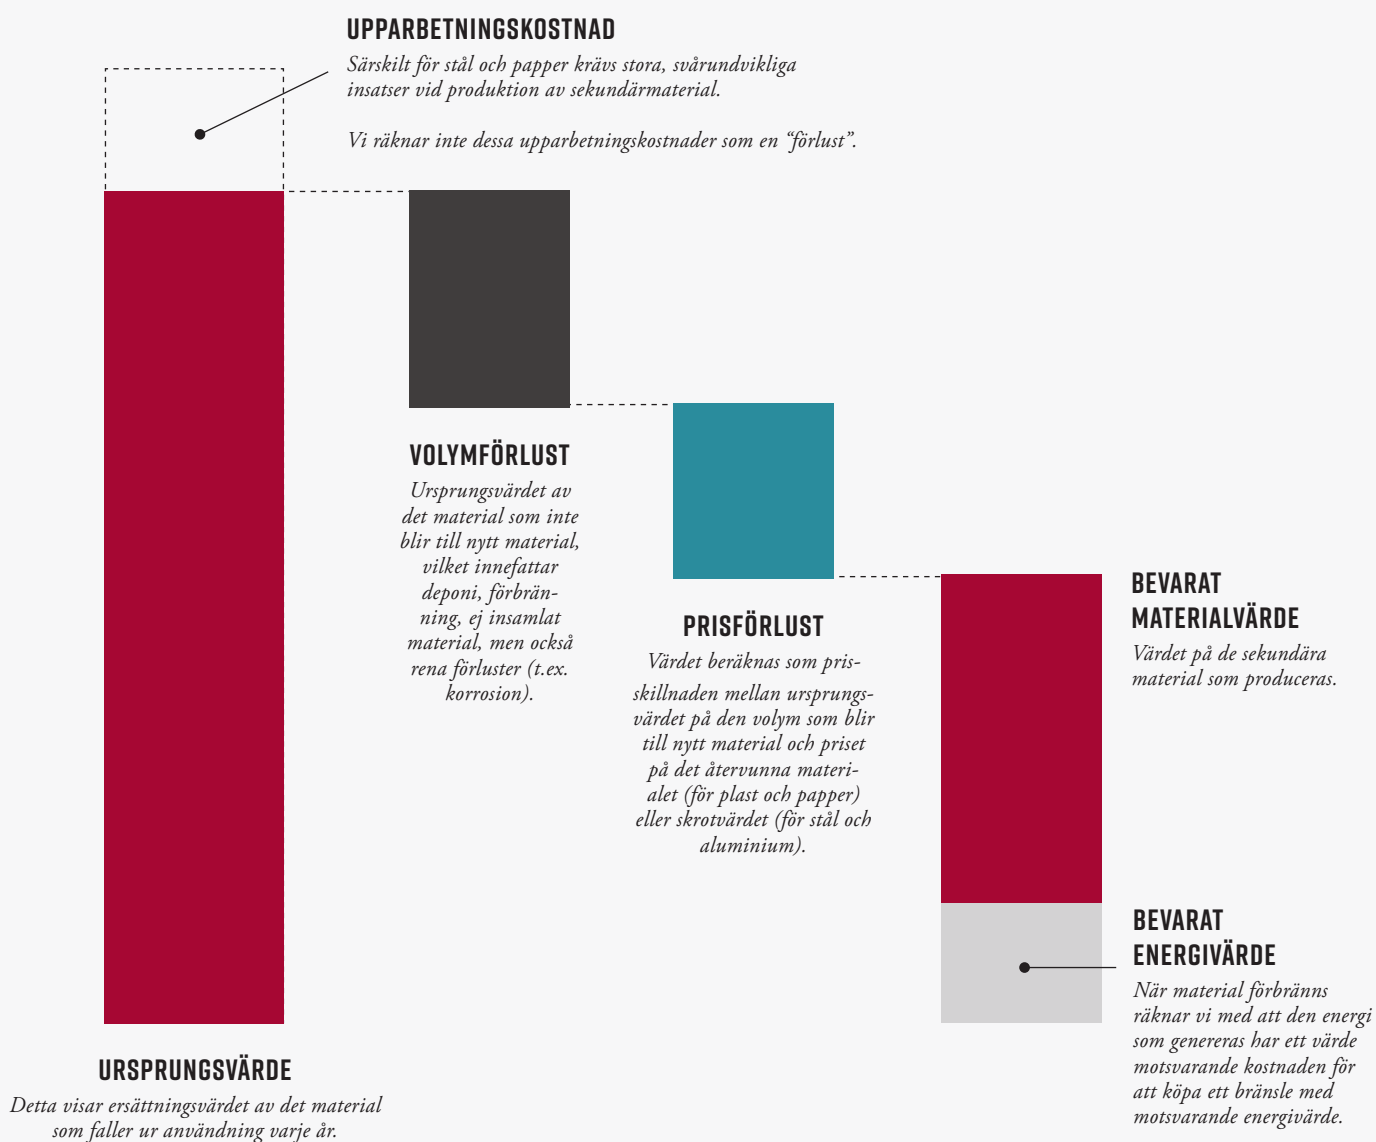 UPPARBETNINGSKOSTNAD
Särskilt för stål och papper krävs stora, svårundvikliga
insatser vid produktion av sekundärmaterial.
Vi räknar inte dessa upparbetningskostnader som en “förlust”.
VOLYMFÖRLUST
Ursprungsvärdet av
det material som inte
blir till nytt material,
vilket innefattar
deponi, förbrän-
ning, ej insamlat
material, men också
rena förluster (t.ex.
korrosion).
PRISFÖRLUST
Värdet beräknas som pris-
skillnaden mellan ursprungs-
värdet på den volym som blir
till nytt material och priset
på det återvunna materi-
alet (för plast och papper)
eller skrotvärdet (för stål och
aluminium).
BEVARAT
MATERIALVÄRDE
Värdet på de sekundära
material som produceras.
BEVARAT
ENERGIVÄRDE
När material förbränns
räknar vi med att den energi
som genereras har ett värde
motsvarande kostnaden för
att köpa ett bränsle med
motsvarande energivärde.
URSPRUNGSVÄRDE
Detta visar ersättningsvärdet av det material
som faller ur användning varje år.